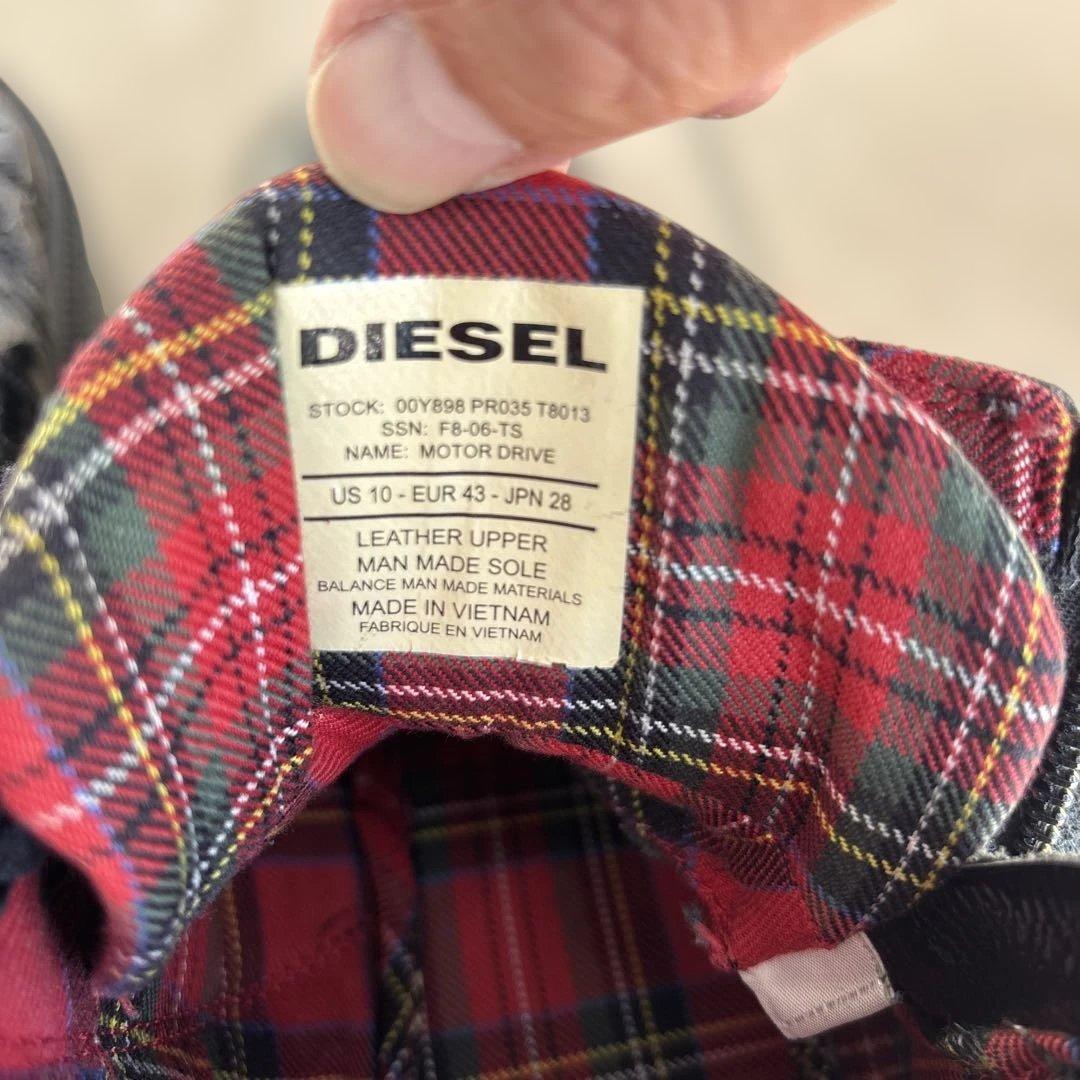 DIESEL
STOCK: 00Y898 PR035 T8013
SSN: F8-06-TS
NAME: MOTOR DRIVE
US 10 - EUR 43 - JPN 28
LEATHER UPPER
MAN MADE SOLE
BALANCE MAN MADE MATERIALS
MADE IN VIETNAM
FABRIQUE EN VIETNAM